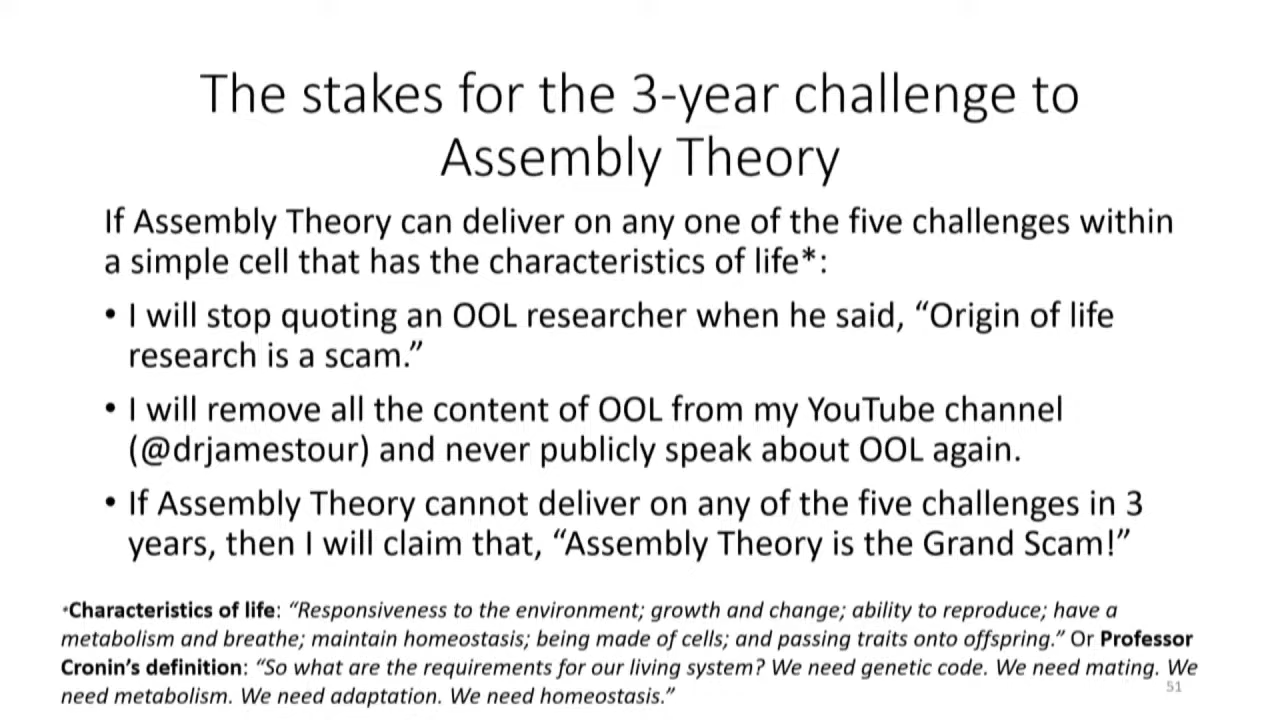 The stakes for the 3-year challenge to
Assembly Theory
If Assembly Theory can deliver on any one of the five challenges within
a simple cell that has the characteristics of life*:
• I will stop quoting an OOL researcher when he said, “Origin of life
research is a scam.”
• I will remove all the content of OOL from my YouTube channel
(@drjamestour) and never publicly speak about OOL again.
• If Assembly Theory cannot deliver on any of the five challenges in 3
years, then I will claim that, “Assembly Theory is the Grand Scam!”
*Characteristics of life: “Responsiveness to the environment; growth and change; ability to reproduce; have a
metabolism and breathe; maintain homeostasis; being made of cells; and passing traits onto offspring.” Or Professor
Cronin’s definition: “So what are the requirements for our living system? We need genetic code. We need mating. We
need metabolism. We need adaptation. We need homeostasis.”
51